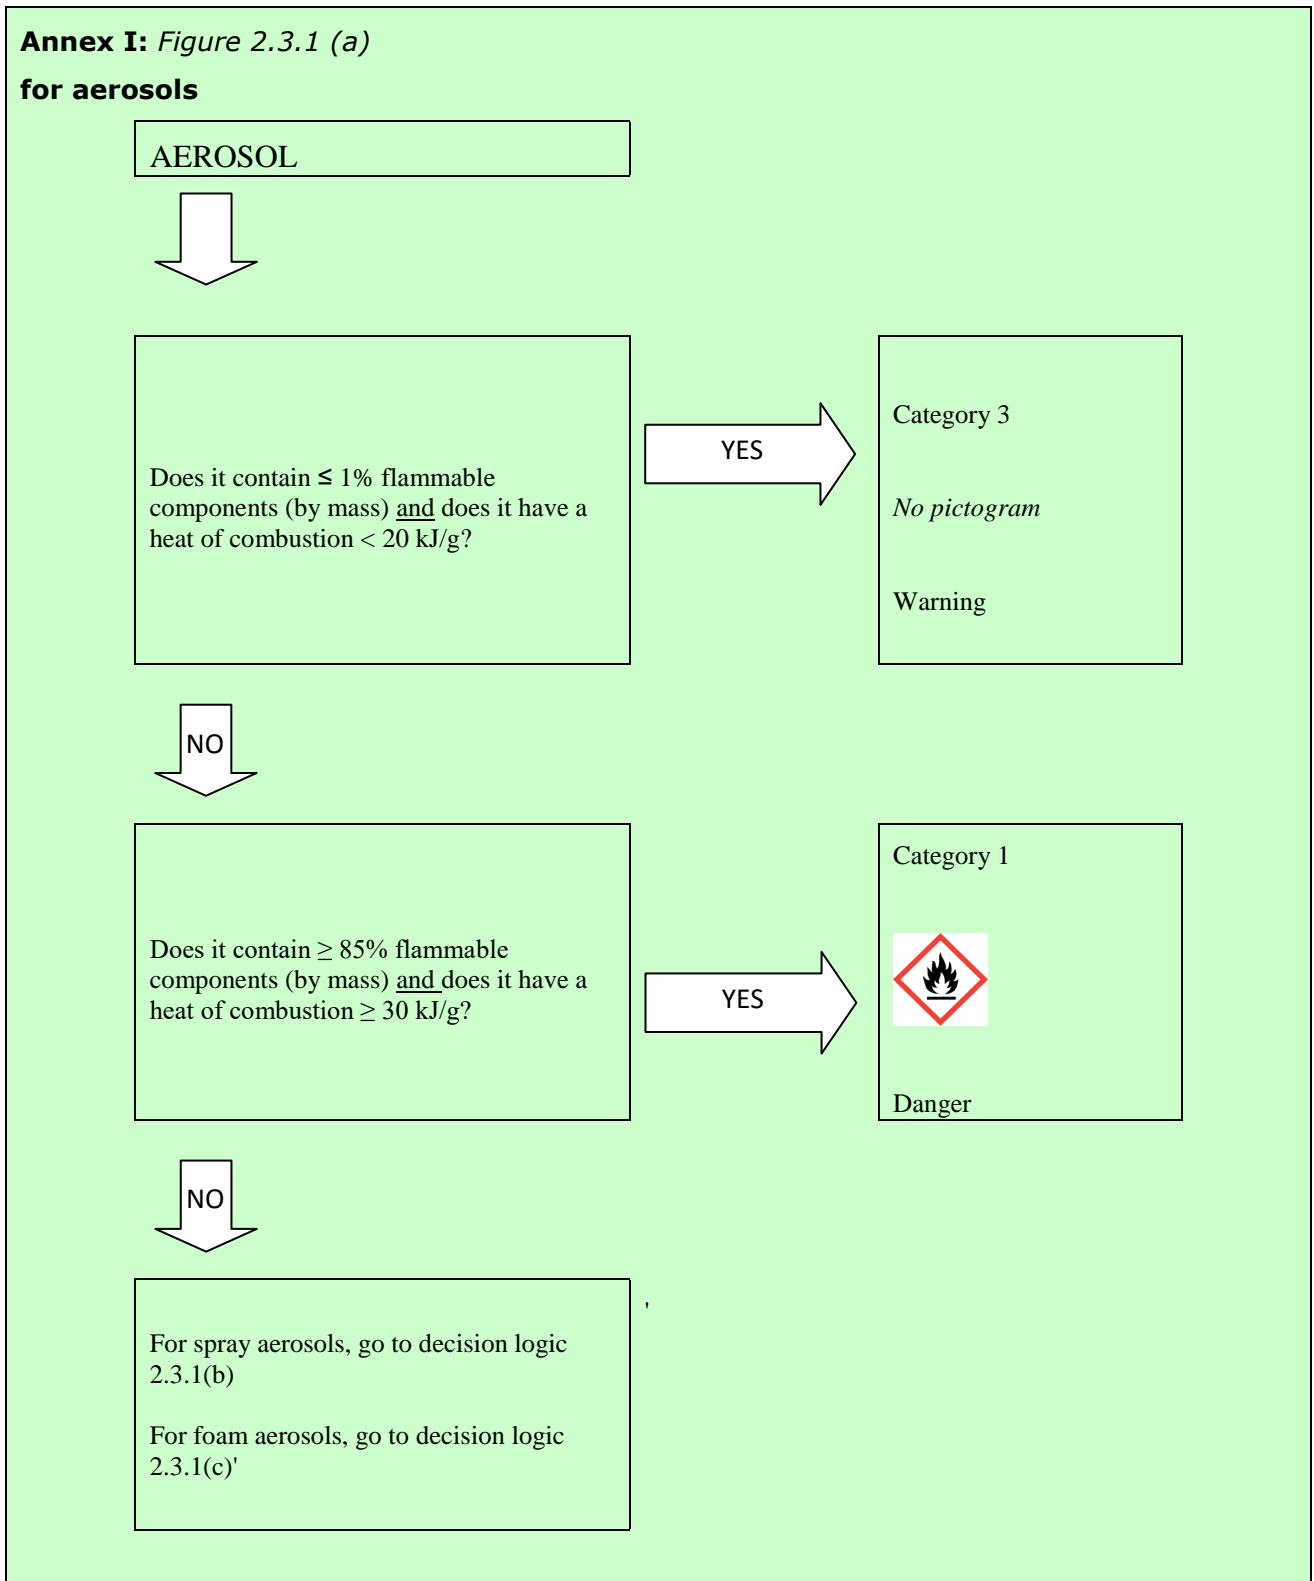 Annex I: Figure 2.3.1 (a)
for aerosols
AEROSOL
Does it contain ≤ 1% flammable
components (by mass) and does it have a
heat of combustion < 20 kJ/g?
YES
Category 3
No pictogram
Warning
NO
Does it contain ≥ 85% flammable
components (by mass) and does it have a
heat of combustion ≥ 30 kJ/g?
YES
Category 1
Danger
NO
For spray aerosols, go to decision logic
2.3.1(b)
For foam aerosols, go to decision logic
2.3.1(c)'
'